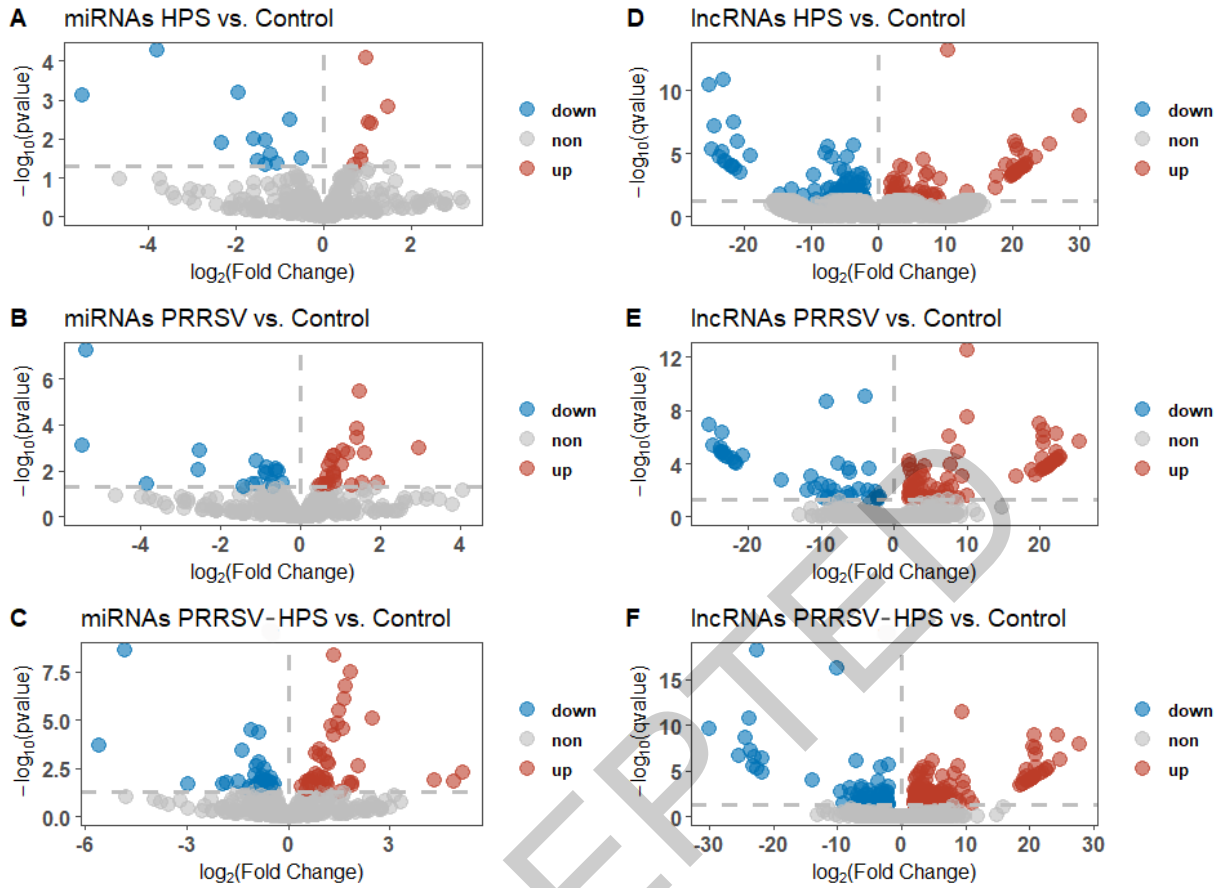 A miRNAs HPS vs. Control
−log10(pvalue)
4
3
2
1
0
-4 -2 0 2
log2(Fold Change)
down
non
up
B miRNAs PRRSV vs. Control
−log10(pvalue)
6
4
2
0
-4 -2 0 2 4
log2(Fold Change)
down
non
up
C miRNAs PRRSV-HPS vs. Control
−log10(pvalue)
7.5
5.0
2.5
0.0
-6 -3 0 3
log2(Fold Change)
down
non
up
D lncRNAs HPS vs. Control
−log10(qvalue)
10
5
0
-20 -10 0 10 20 30
log2(Fold Change)
down
non
up
E lncRNAs PRRSV vs. Control
−log10(qvalue)
12
8
4
0
-20 -10 0 10 20
log2(Fold Change)
down
non
up
F lncRNAs PRRSV-HPS vs. Control
−log10(qvalue)
15
10
5
0
-30 -20 -10 0 10 20 30
log2(Fold Change)
down
non
up
EPTED